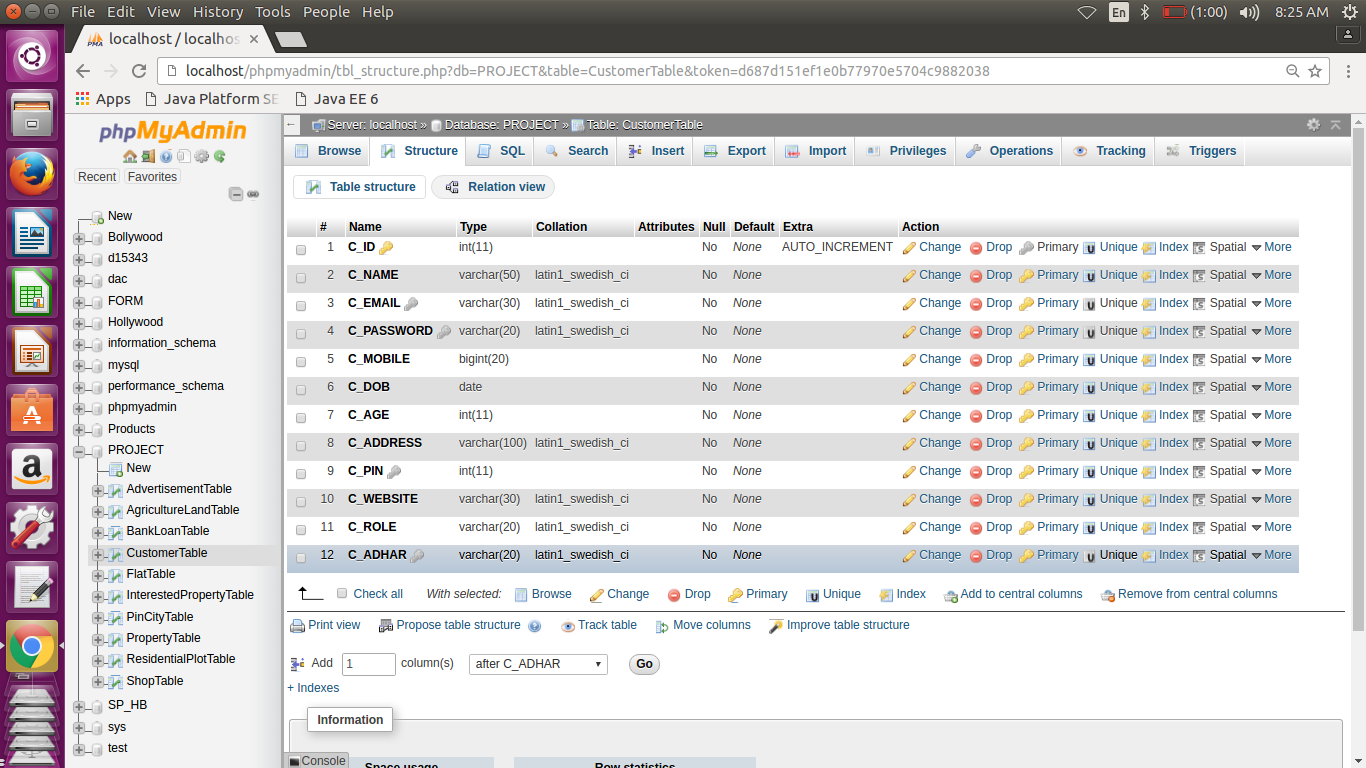 File Edit View History Tools People Help En (1:00) 8:25 AM
localhost / localhos
localhost/phpmyadmin/tbl_structure.php?db=PROJECT&table=CustomerTable&token=d687d151ef1e0b77970e5704c9882038
Apps Java Platform SE Java EE 6
phpMyAdmin
Recent Favorites
New
Bollywood
d15343
dac
FORM
Hollywood
information_schema
mysql
performance_schema
phpmyadmin
Products
PROJECT
New
AdvertisementTable
AgricultureLandTable
BankLoanTable
CustomerTable
FlatTable
InterestedPropertyTable
PinCityTable
PropertyTable
ResidentialPlotTable
ShopTable
SP_HB
sys
test
Server: localhost » Database: PROJECT » Table: CustomerTable
Browse Structure SQL Search Insert Export Import Privileges Operations Tracking Triggers
Table structure Relation view
# Name Type Collation Attributes Null Default Extra Action
1 C_ID int(11) No None AUTO_INCREMENT Change Drop Primary Unique Index Spatial More
2 C_NAME varchar(50) latin1_swedish_ci No None Change Drop Primary Unique Index Spatial More
3 C_EMAIL varchar(30) latin1_swedish_ci No None Change Drop Primary Unique Index Spatial More
4 C_PASSWORD varchar(20) latin1_swedish_ci No None Change Drop Primary Unique Index Spatial More
5 C_MOBILE bigint(20) No None Change Drop Primary Unique Index Spatial More
6 C_DOB date No None Change Drop Primary Unique Index Spatial More
7 C_AGE int(11) No None Change Drop Primary Unique Index Spatial More
8 C_ADDRESS varchar(100) latin1_swedish_ci No None Change Drop Primary Unique Index Spatial More
9 C_PIN int(11) No None Change Drop Primary Unique Index Spatial More
10 C_WEBSITE varchar(30) latin1_swedish_ci No None Change Drop Primary Unique Index Spatial More
11 C_ROLE varchar(20) latin1_swedish_ci No None Change Drop Primary Unique Index Spatial More
12 C_ADHAR varchar(20) latin1_swedish_ci No None Change Drop Primary Unique Index Spatial More
Check all With selected: Browse Change Drop Primary Unique Index Add to central columns Remove from central columns
Print view Propose table structure Track table Move columns Improve table structure
Add 1 column(s) after C_ADHAR Go
+ Indexes
Information
Console
Space usage Row statistics